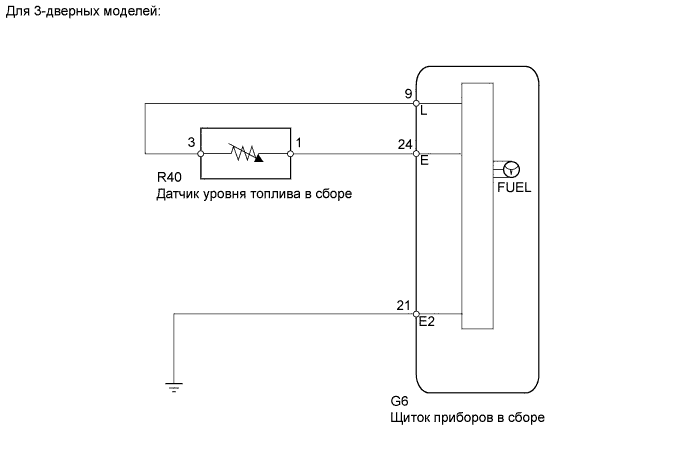 Для 3-дверных моделей:
9
L
3
1
24
E
R40
Датчик уровня топлива в сборе
FUEL
21
E2
G6
Щиток приборов в сборе